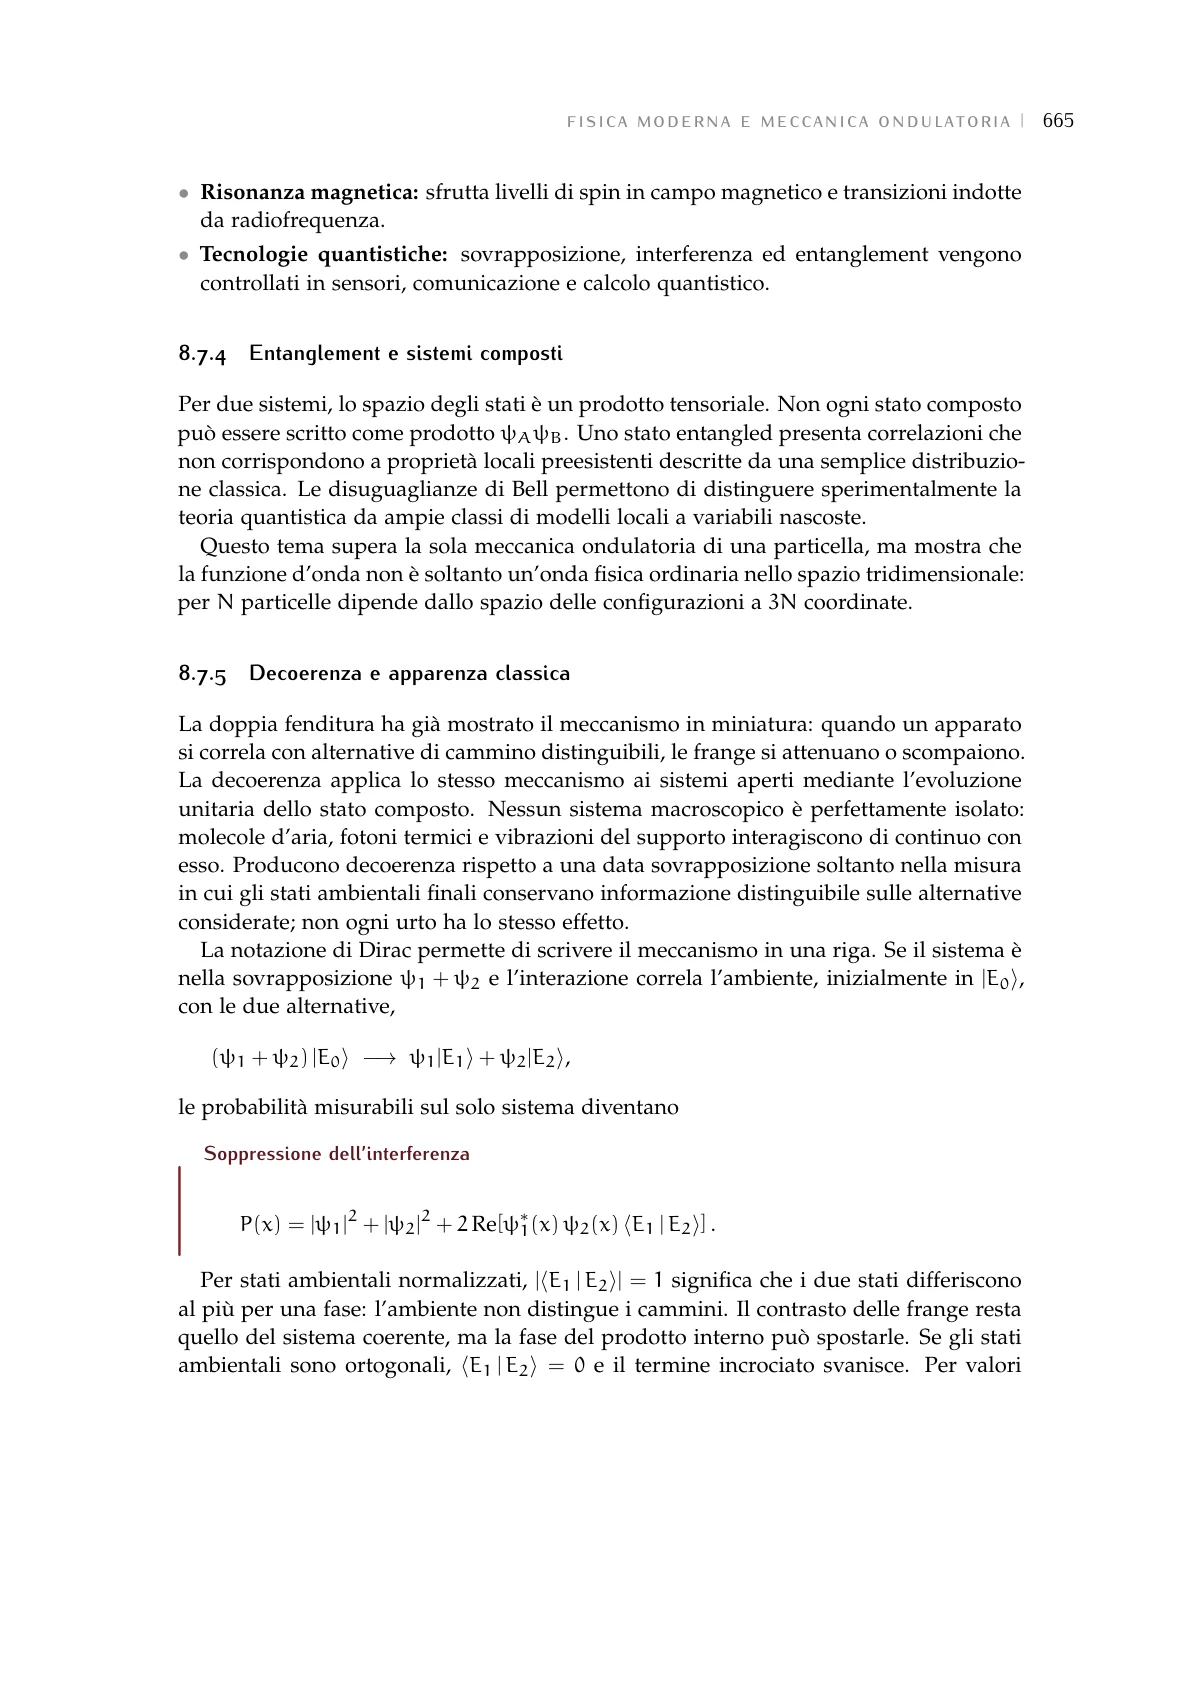 FISICA MODERNA E MECCANICA ONDULATORIA | 665
• Risonanza magnetica: sfrutta livelli di spin in campo magnetico e transizioni indotte
da radiofrequenza.
• Tecnologie quantistiche: sovrapposizione, interferenza ed entanglement vengono
controllati in sensori, comunicazione e calcolo quantistico.
8.7.4 Entanglement e sistemi composti
Per due sistemi, lo spazio degli stati è un prodotto tensoriale. Non ogni stato composto
può essere scritto come prodotto ψ_Aψ_B. Uno stato entangled presenta correlazioni che
non corrispondono a proprietà locali preesistenti descritte da una semplice distribuzio-
ne classica. Le disuguaglianze di Bell permettono di distinguere sperimentalmente la
teoria quantistica da ampie classi di modelli locali a variabili nascoste.
Questo tema supera la sola meccanica ondulatoria di una particella, ma mostra che
la funzione d'onda non è soltanto un'onda fisica ordinaria nello spazio tridimensionale:
per N particelle dipende dallo spazio delle configurazioni a 3N coordinate.
8.7.5 Decoerenza e apparenza classica
La doppia fenditura ha già mostrato il meccanismo in miniatura: quando un apparato
si correla con alternative di cammino distinguibili, le frange si attenuano o scompaiono.
La decoerenza applica lo stesso meccanismo ai sistemi aperti mediante l'evoluzione
unitaria dello stato composto. Nessun sistema macroscopico è perfettamente isolato:
molecole d'aria, fotoni termici e vibrazioni del supporto interagiscono di continuo con
esso. Producono decoerenza rispetto a una data sovrapposizione soltanto nella misura
in cui gli stati ambientali finali conservano informazione distinguibile sulle alternative
considerate; non ogni urto ha lo stesso effetto.
La notazione di Dirac permette di scrivere il meccanismo in una riga. Se il sistema è
nella sovrapposizione ψ₁ + ψ₂ e l'interazione correla l'ambiente, inizialmente in |E₀⟩,
con le due alternative,
(ψ₁ + ψ₂)|E₀⟩ ⟶ ψ₁|E₁⟩ + ψ₂|E₂⟩,
le probabilità misurabili sul solo sistema diventano
Soppressione dell'interferenza
P(x) = |ψ₁|² + |ψ₂|² + 2 Re[ψ₁*(x) ψ₂(x) ⟨E₁ | E₂⟩] .
Per stati ambientali normalizzati, |⟨E₁ | E₂⟩| = 1 significa che i due stati differiscono
al più per una fase: l'ambiente non distingue i cammini. Il contrasto delle frange resta
quello del sistema coerente, ma la fase del prodotto interno può spostarle. Se gli stati
ambientali sono ortogonali, ⟨E₁ | E₂⟩ = 0 e il termine incrociato svanisce. Per valori